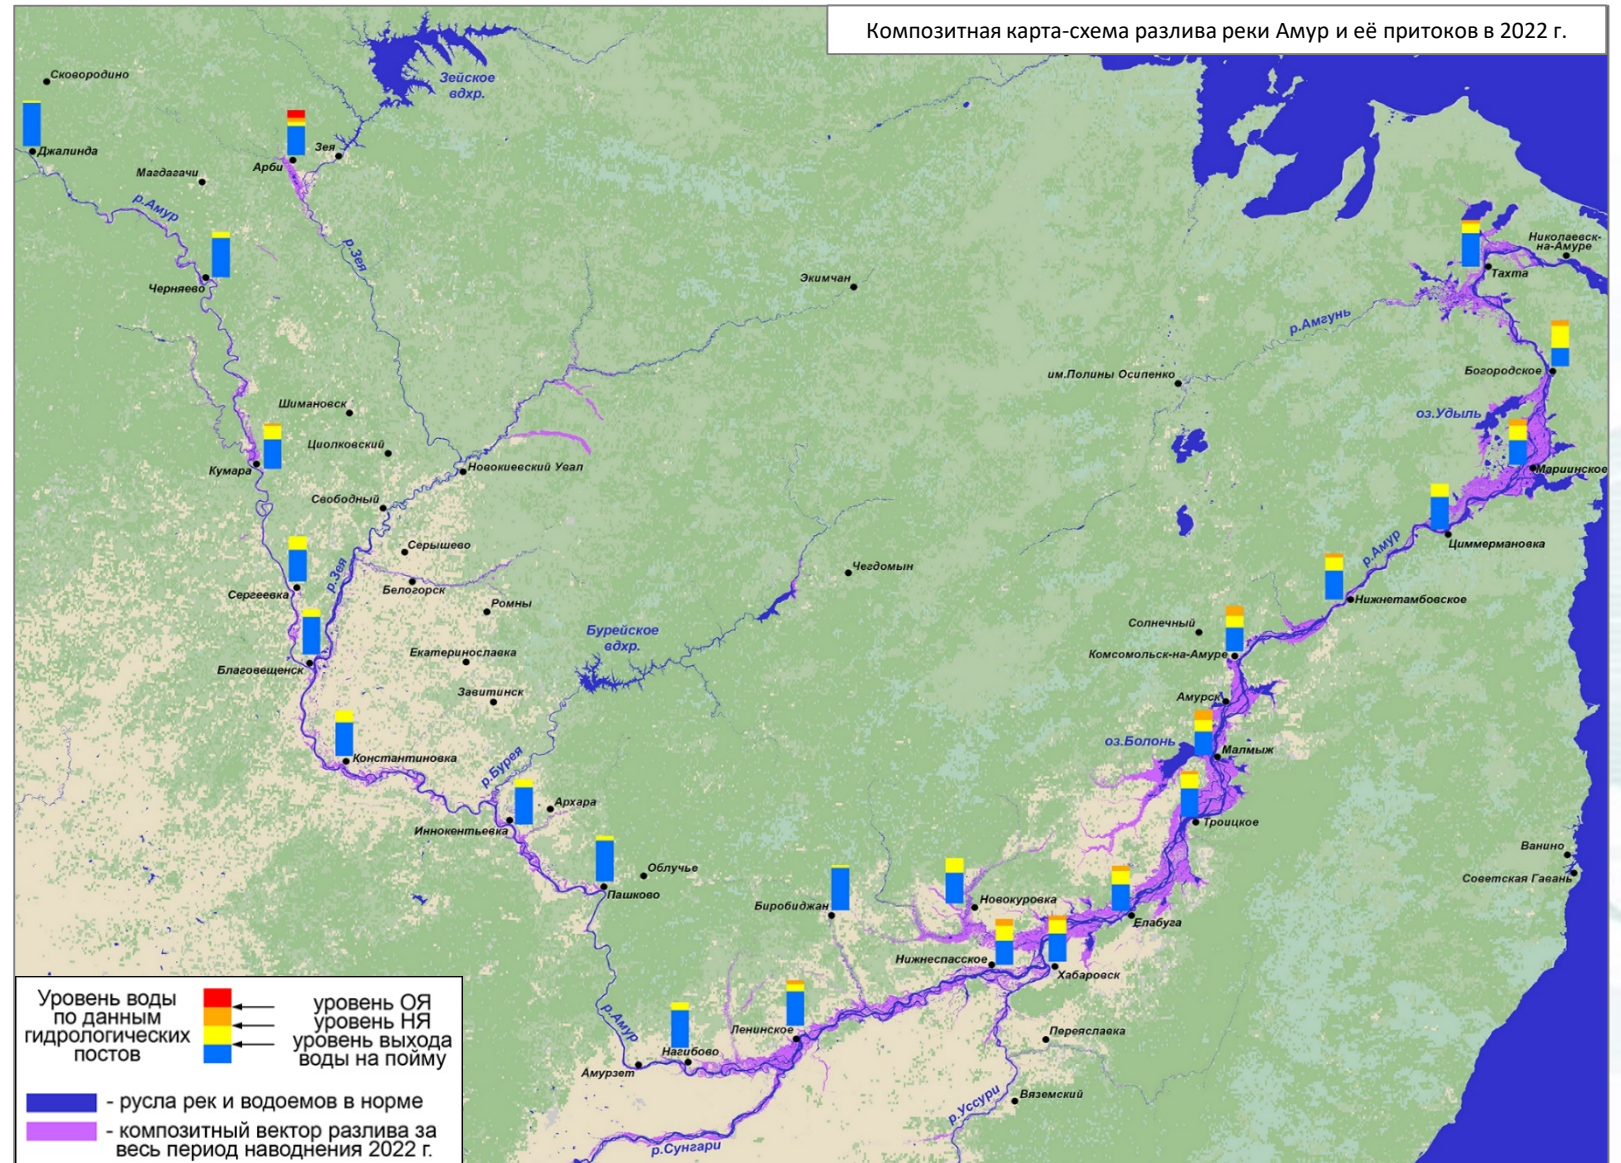 Композитная карта-схема разлива реки Амур и её притоков в 2022 г.
Сковородино
Зейское
вдхр.
Джалинда
Зея
Арби
Магдагачи
р.Амур
р.Зея
Черняево
Экимчан
Николаевск-
на-Амуре
Тахта
р.Амгунь
им.Полины Осипенко
Богородское
оз.Удыль
Шимановск
Циолковский
Кумара
Новокиевский Увал
Мариинское
Свободный
Серышево
Циммермановка
р.Амур
Чегдомын
Белогорск
р.Зея
Сергеевка
Ромны
Нижнетамбовское
Солнечный
Бурейское
вдхр.
Екатеринославка
Комсомольск-на-Амуре
Благовещенск
Завитинск
Амурск
оз.Болонь
Малмыж
Константиновка
р.Бурея
Архара
Иннокентьевка
Троицкое
Ванино
Советская Гавань
Облучье
Пашково
Биробиджан
Новокуровка
Елабуга
Нижнеспасское
Хабаровск
р.Амур
Ленинское
Переяславка
Нагибово
Амурзет
Вяземский
р.Уссури
р.Сунгари
Уровень воды
по данным
гидрологических
постов
уровень ОЯ
уровень НЯ
уровень выхода
воды на пойму
- русла рек и водоемов в норме
- композитный вектор разлива за
весь период наводнения 2022 г.